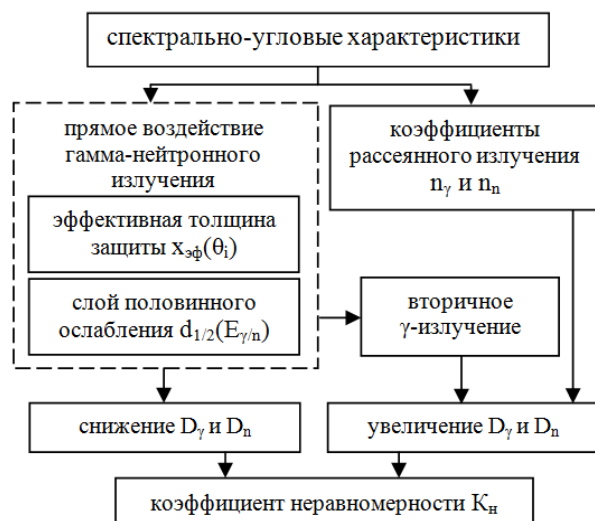 спектрально-угловые характеристики
прямое воздействие
гамма-нейтронного
излучения
эффективная толщина
защиты xэф(θi)
слой половинного
ослабления d1/2(Eγ/n)
коэффициенты
рассеянного излучения
nγ и nn
вторичное
γ-излучение
снижение Dγ и Dn
увеличение Dγ и Dn
коэффициент неравномерности Kн